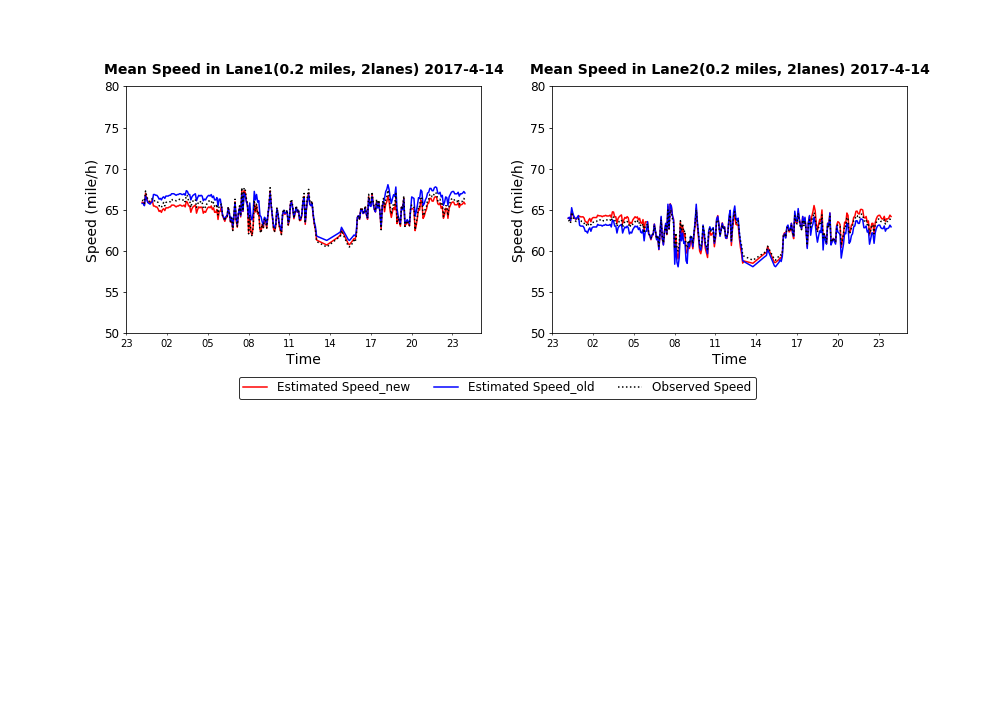 Mean Speed in Lane1(0.2 miles, 2lanes) 2017-4-14
80
75
70
65
60
55
50
Speed (mile/h)
23 02 05 08 11 14 17 20 23
Time
Mean Speed in Lane2(0.2 miles, 2lanes) 2017-4-14
80
75
70
65
60
55
50
Speed (mile/h)
23 02 05 08 11 14 17 20 23
Time
Estimated Speed_new Estimated Speed_old Observed Speed